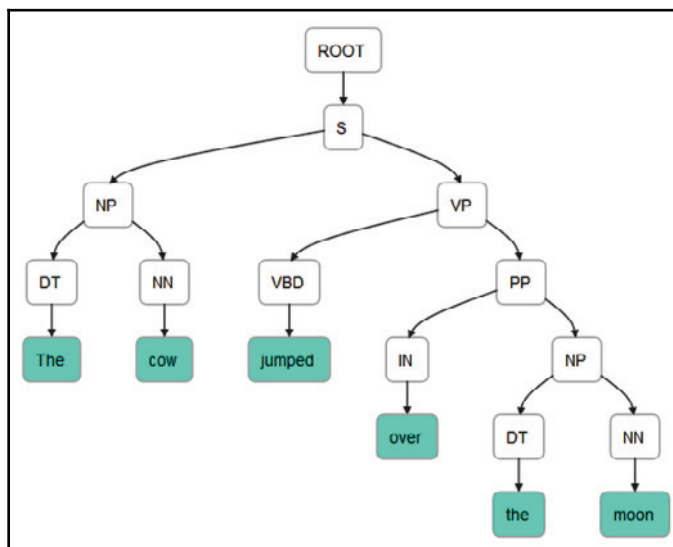 ROOT
S
NP VP
DT NN VBD PP
The cow jumped IN NP
over DT NN
the moon